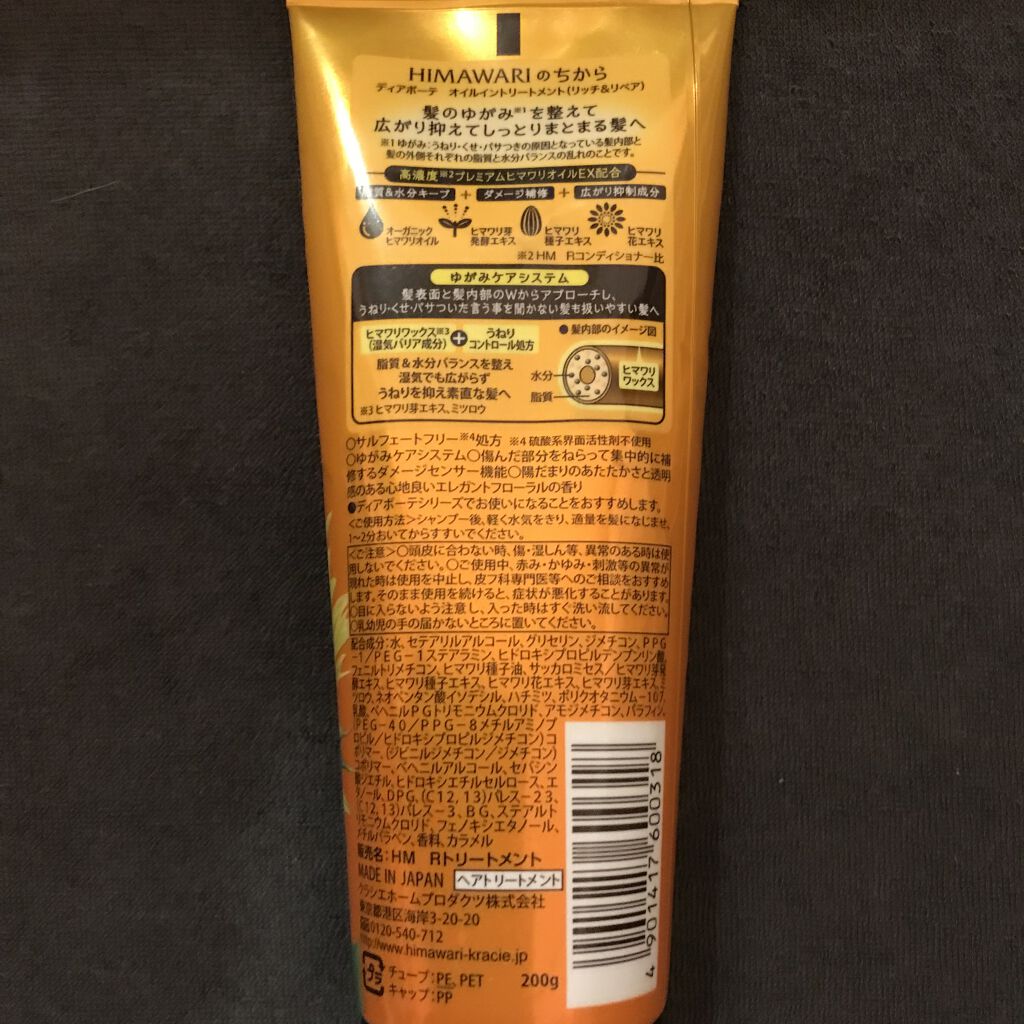 HIMAWARIのちから
ディアボーテ オイルイントリートメント(リッチ&リペア)
髪のゆがみ※1を整えて
広がり抑えてしっとりまとまる髪へ
※1 ゆがみ:うねり・くせ・パサつきの原因となっている髪内部と
髪の外側それぞれの脂質と水分バランスの乱れのことです。
高濃度※2プレミアムヒマワリオイルEX配合
脂質&水分キープ + ダメージ補修 + 広がり抑制成分
オーガニック
ヒマワリオイル
ヒマワリ芽
発酵エキス
ヒマワリ
種子エキス
ヒマワリ
花エキス
※2 HM Rコンディショナー比
ゆがみケアシステム
髪表面と髪内部のWからアプローチし、
うねり・くせ・パサついた言う事を聞かない髪も扱いやすい髪へ
ヒマワリワックス※3
(湿気バリア成分)
+
うねり
コントロール処方
脂質&水分バランスを整え
湿気でも広がらず
うねりを抑え素直な髪へ
※3 ヒマワリ芽エキス、ミツロウ
●髪内部のイメージ図
水分
脂質
ヒマワリ
ワックス
○サルフェートフリー※4処方 ※4 硫酸系界面活性剤不使用
○ゆがみケアシステム○傷んだ部分をねらって集中的に補
修するダメージセンサー機能○陽だまりのあたたかさと透明
感のある心地良いエレガントフローラルの香り
●ディアボーテシリーズでお使いになることをおすすめします。
<ご使用方法>シャンプー後、軽く水気をきり、適量を髪になじませ、
1~2分おいてからすすいでください。
<ご注意>○頭皮に合わない時、傷・湿しん等、異常のある時は使
用しないでください。○ご使用中、赤み・かゆみ・刺激等の異常が
現れた時は使用を中止し、皮フ科専門医等へのご相談をおすすめ
します。そのまま使用を続けると、症状が悪化することがあります。
○目に入らないよう注意し、入った時はすぐ洗い流してください。
○乳幼児の手の届かないところに置いてください。
配合成分:水、セテアリルアルコール、グリセリン、ジメチコン、PPG
-1/PEG-1ステアラミン、ヒドロキシプロピルデンプンリン酸、
フェニルトリメチコン、ヒマワリ種子油、サッカロミセス/ヒマワリ芽発
酵エキス、ヒマワリ種子エキス、ヒマワリ花エキス、ヒマワリ芽エキス、ミ
ツロウ、ネオペンタン酸イソデシル、ハチミツ、ポリクオタニウム-107、
乳酸、ベヘニルPGトリモニウムクロリド、アモジメチコン、パラフィン、
(PEG-40/PPG-8メチルアミノプ
ロピル/ヒドロキシプロピルジメチコン)コ
ポリマー、(ジビニルジメチコン/ジメチコン)
コポリマー、ベヘニルアルコール、セバシン
酸ジエチル、ヒドロキシエチルセルロース、エ
タノール、DPG、(C12, 13)パレス-23、
(C12, 13)パレス-3、BG、ステアルト
リモニウムクロリド、フェノキシエタノール、
メチルパラベン、香料、カラメル
販売名:HM Rトリートメント
MADE IN JAPAN ヘアトリートメント
クラシエホームプロダクツ株式会社
東京都港区海岸3-20-20
0120-540-712
http://www.himawari-kracie.jp
プラ
チューブ:PE, PET
キャップ:PP
200g
4 901417 600318